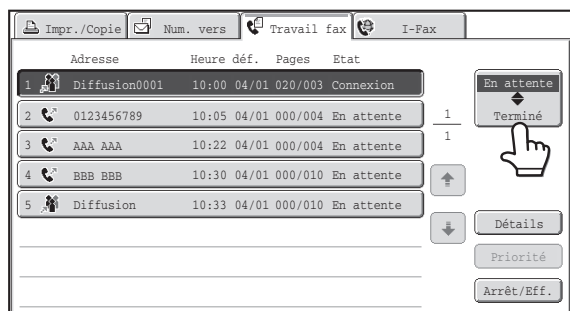 Impr./Copie Num. vers Travail fax I-Fax
Adresse Heure déf. Pages Etat
1 Diffusion0001 10:00 04/01 020/003 Connexion
2 0123456789 10:05 04/01 000/004 En attente
3 AAA AAA 10:22 04/01 000/004 En attente
4 BBB BBB 10:30 04/01 000/010 En attente
5 Diffusion 10:33 04/01 000/010 En attente
1
1
En attente
Terminé
Détails
Priorité
Arrêt/Eff.